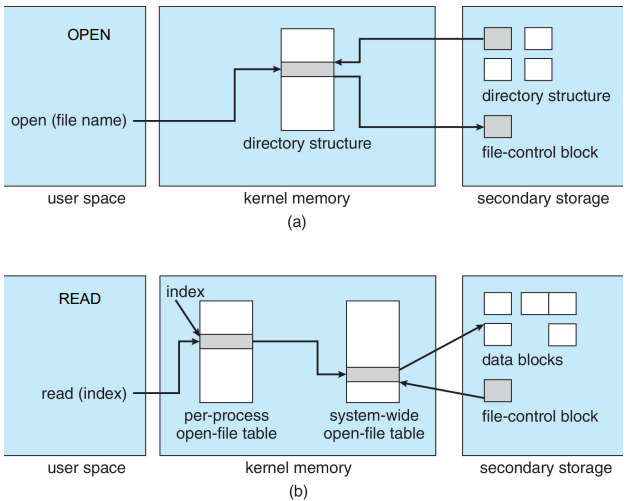 OPEN
open (file name)
directory structure
directory structure
file-control block
user space
kernel memory
secondary storage
(a)
READ
index
read (index)
per-process
open-file table
system-wide
open-file table
data blocks
file-control block
user space
kernel memory
secondary storage
(b)